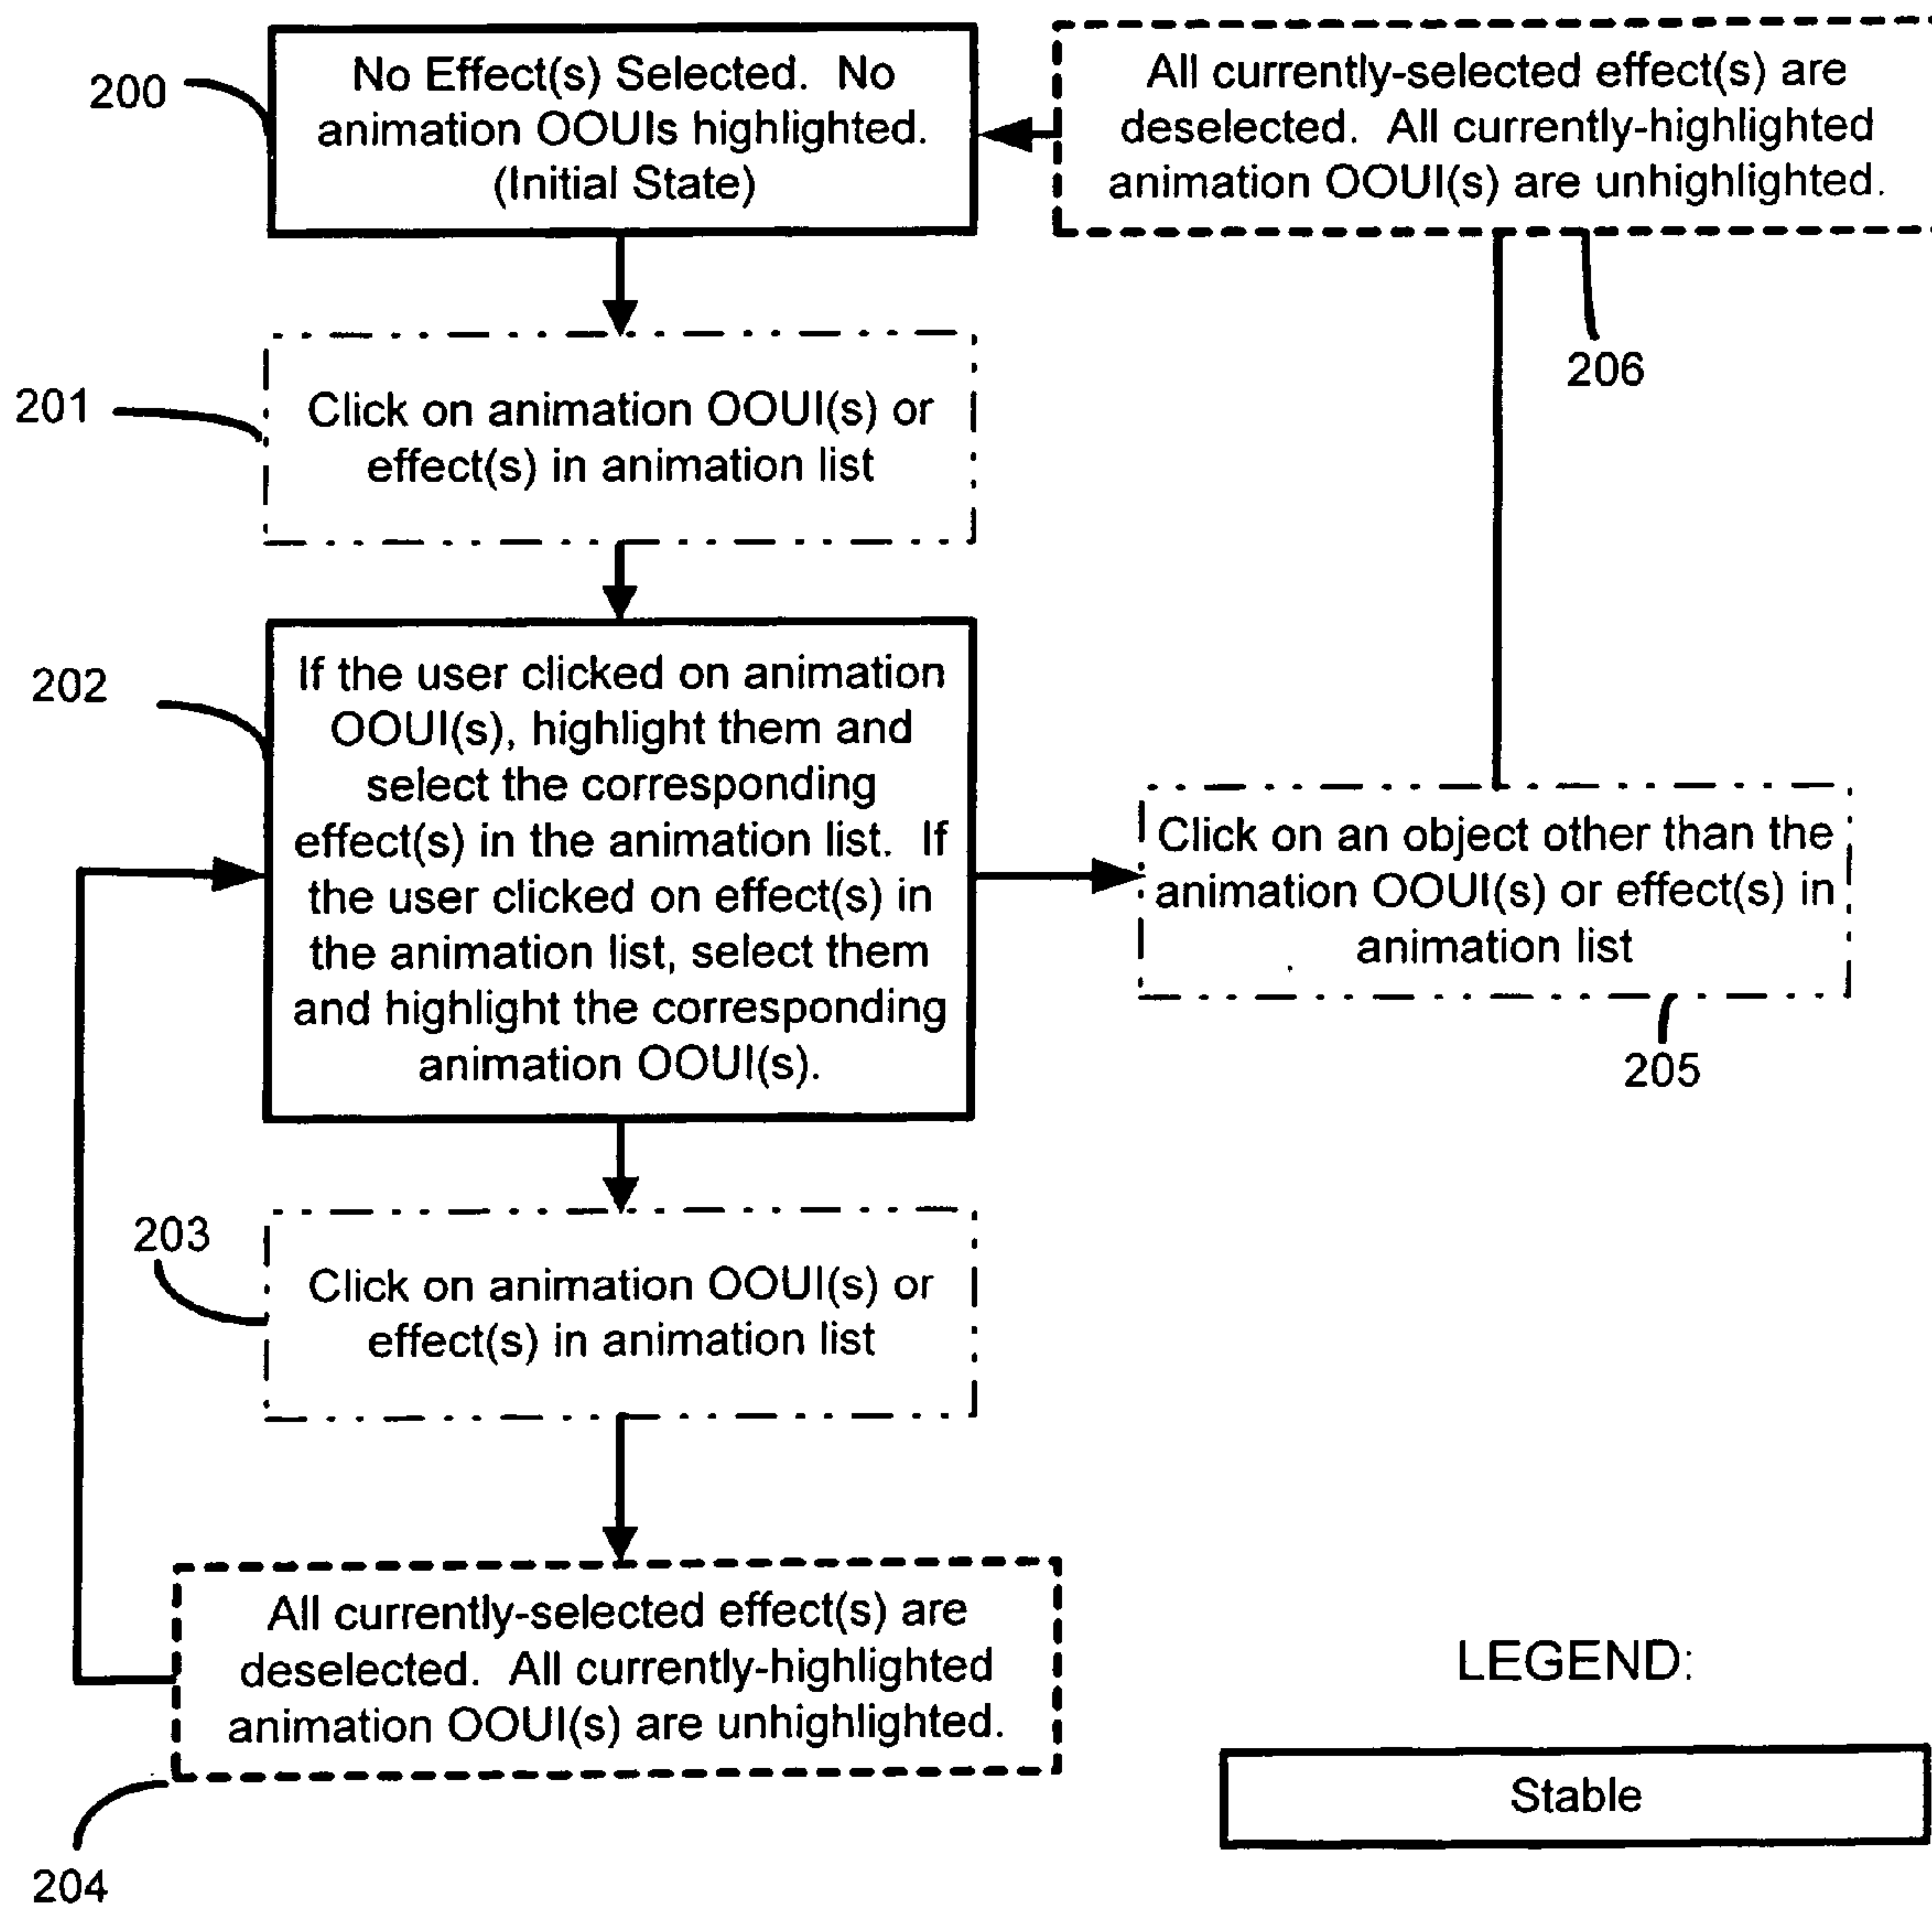 200
No Effect(s) Selected. No
animation OOUIs highlighted.
(Initial State)
All currently-selected effect(s) are
deselected. All currently-highlighted
animation OOUI(s) are unhighlighted.
206
201
Click on animation OOUI(s) or
effect(s) in animation list
202
If the user clicked on animation
OOUI(s), highlight them and
select the corresponding
effect(s) in the animation list. If
the user clicked on effect(s) in
the animation list, select them
and highlight the corresponding
animation OOUI(s).
Click on an object other than the
animation OOUI(s) or effect(s) in
animation list
205
203
Click on animation OOUI(s) or
effect(s) in animation list
All currently-selected effect(s) are
deselected. All currently-highlighted
animation OOUI(s) are unhighlighted.
204
LEGEND:
Stable